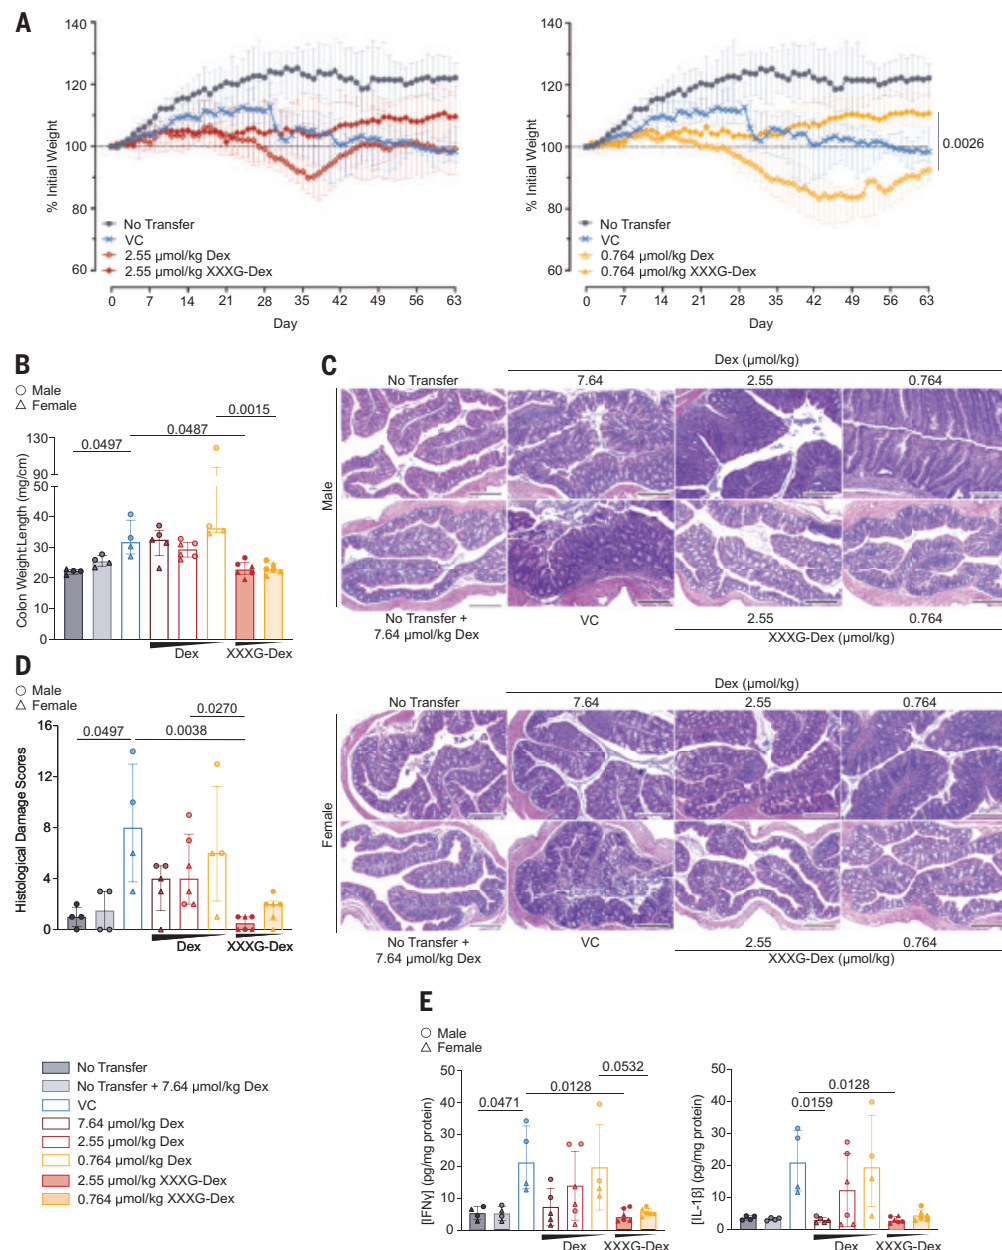 A
140
120
100
80
60
% Initial Weight
No Transfer
VC
2.55 µmol/kg Dex
2.55 µmol/kg XXXG-Dex
0 7 14 21 28 35 42 49 56 63
Day
140
120
100
80
60
% Initial Weight
0.0026
No Transfer
VC
0.764 µmol/kg Dex
0.764 µmol/kg XXXG-Dex
0 7 14 21 28 35 42 49 56 63
Day
B
Male
Female
0.0015
0.0487
0.0497
130
90
50
40
30
20
10
0
Colon Weight:Length (mg/cm)
Dex
XXXG-Dex
C
Dex (µmol/kg)
No Transfer 7.64 2.55 0.764
Male
No Transfer + VC 2.55 0.764
7.64 µmol/kg Dex XXXG-Dex (µmol/kg)
Dex (µmol/kg)
No Transfer 7.64 2.55 0.764
Female
No Transfer + VC 2.55 0.764
7.64 µmol/kg Dex XXXG-Dex (µmol/kg)
D
Male
Female
0.0270
0.0038
0.0497
16
12
8
4
0
Histological Damage Scores
Dex
XXXG-Dex
No Transfer
No Transfer + 7.64 µmol/kg Dex
VC
7.64 µmol/kg Dex
2.55 µmol/kg Dex
0.764 µmol/kg Dex
2.55 µmol/kg XXXG-Dex
0.764 µmol/kg XXXG-Dex
E
Male
Female
0.0532
0.0128
0.0471
50
40
30
20
10
0
[IFNγ] (pg/mg protein)
Dex
XXXG-Dex
0.0128
0.0159
50
40
30
20
10
0
[IL-1β] (pg/mg protein)
Dex
XXXG-Dex